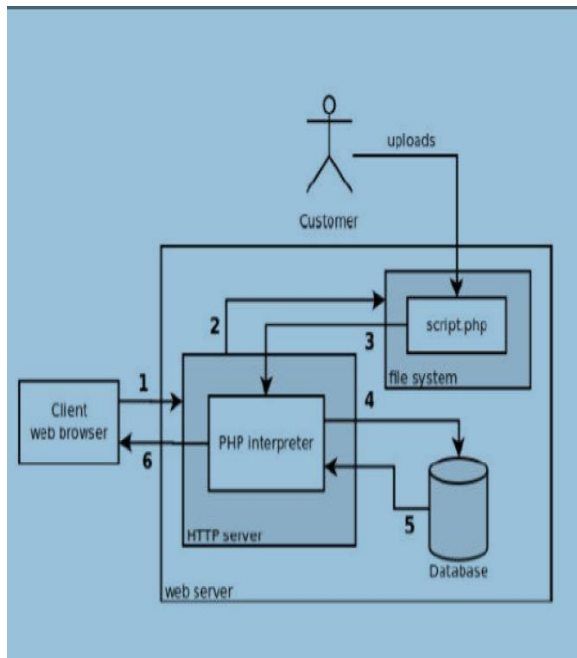 uploads
Customer
2
script.php
3
file system
1
Client
web browser
4
PHP interpreter
6
5
HTTP server
Database
web server